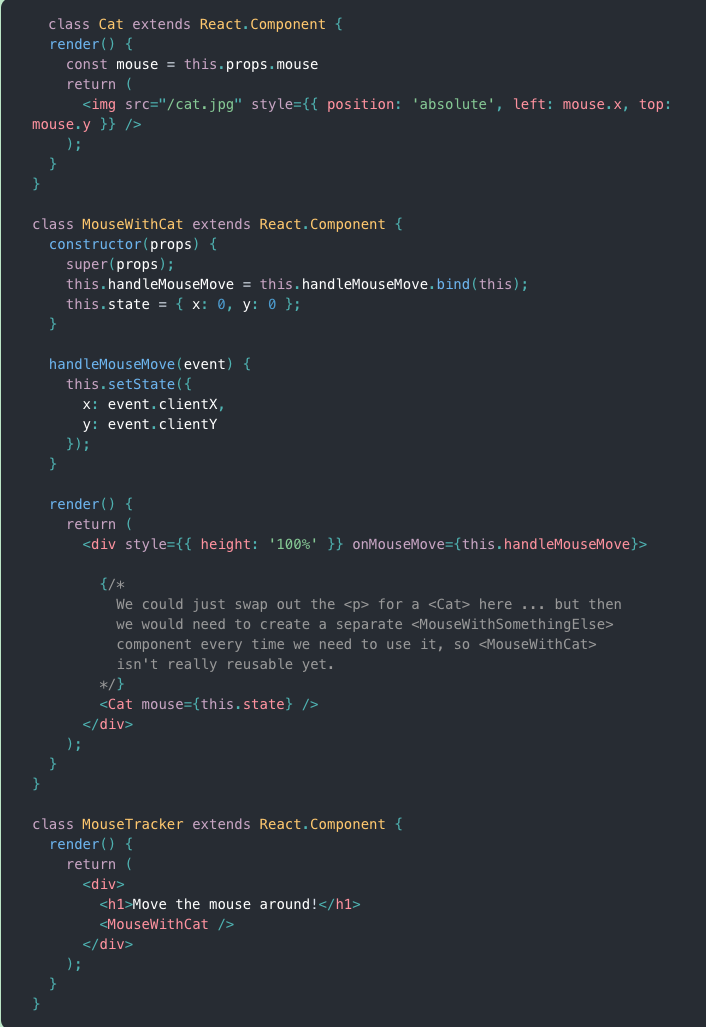 class Cat extends React.Component {
  render() {
    const mouse = this.props.mouse
    return (
      <img src="/cat.jpg" style={{ position: 'absolute', left: mouse.x, top:
mouse.y }} />
    );
  }
}

class MouseWithCat extends React.Component {
  constructor(props) {
    super(props);
    this.handleMouseMove = this.handleMouseMove.bind(this);
    this.state = { x: 0, y: 0 };
  }

  handleMouseMove(event) {
    this.setState({
      x: event.clientX,
      y: event.clientY
    });
  }

  render() {
    return (
      <div style={{ height: '100%' }} onMouseMove={this.handleMouseMove}>

        {/*
          We could just swap out the <p> for a <Cat> here ... but then
          we would need to create a separate <MouseWithSomethingElse>
          component every time we need to use it, so <MouseWithCat>
          isn't really reusable yet.
        */}
        <Cat mouse={this.state} />
      </div>
    );
  }
}

class MouseTracker extends React.Component {
  render() {
    return (
      <div>
        <h1>Move the mouse around!</h1>
        <MouseWithCat />
      </div>
    );
  }
}